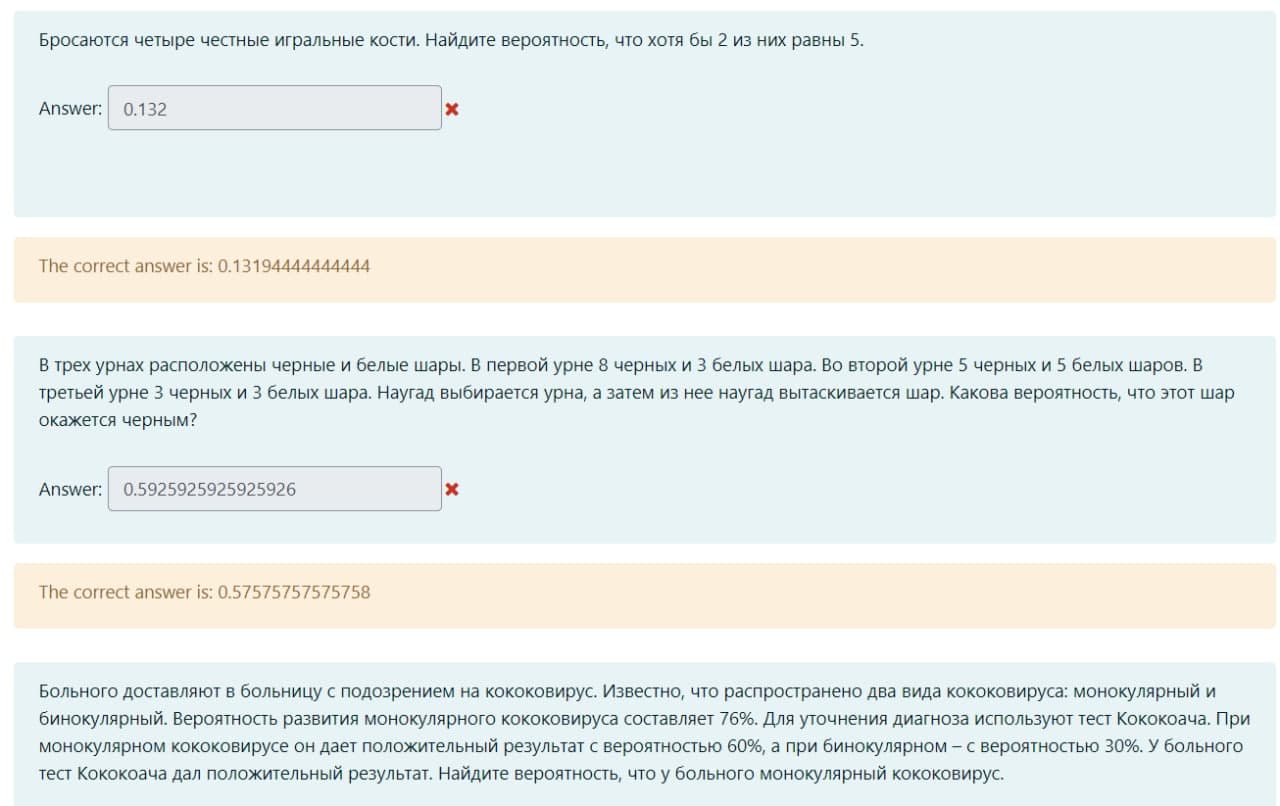 Бросаются четыре честные игральные кости. Найдите вероятность, что хотя бы 2 из них равны 5.
Answer: 0.132
The correct answer is: 0.13194444444444
В трех урнах расположены черные и белые шары. В первой урне 8 черных и 3 белых шара. Во второй урне 5 черных и 5 белых шаров. В
третьей урне 3 черных и 3 белых шара. Наугад выбирается урна, а затем из нее наугад вытаскивается шар. Какова вероятность, что этот шар
окажется черным?
Answer: 0.5925925925925926
The correct answer is: 0.57575757575758
Больного доставляют в больницу с подозрением на кококовирус. Известно, что распространено два вида кококовируса: монокулярный и
бинокулярный. Вероятность развития монокулярного кококовируса составляет 76%. Для уточнения диагноза используют тест Кококоача. При
монокулярном кококовирусе он дает положительный результат с вероятностью 60%, а при бинокулярном – с вероятностью 30%. У больного
тест Кококоача дал положительный результат. Найдите вероятность, что у больного монокулярный кококовирус.